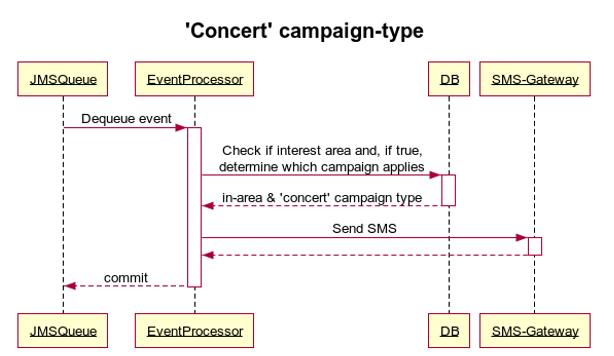 'Concert' campaign-type
JMSQueue
EventProcessor
DB
SMS-Gateway
Dequeue event
Check if interest area and, if true,
determine which campaign applies
in-area & 'concert' campaign type
Send SMS
commit
JMSQueue
EventProcessor
DB
SMS-Gateway